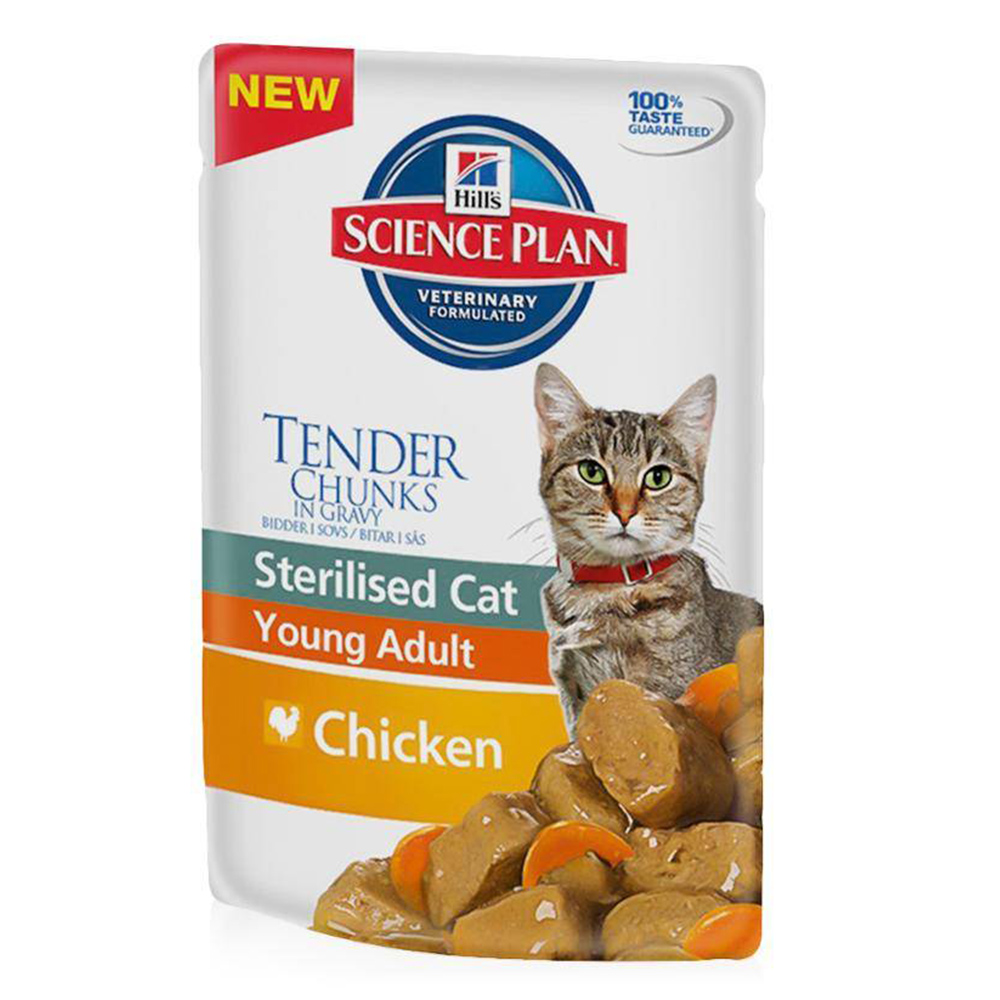 NEW
100%
TASTE
GUARANTEED*
Hill's
SCIENCE PLAN™
VETERINARY
FORMULATED
TENDER
CHUNKS
IN GRAVY
BIDDER I SOVS / BITAR I SÅS
Sterilised Cat
Young Adult
Chicken